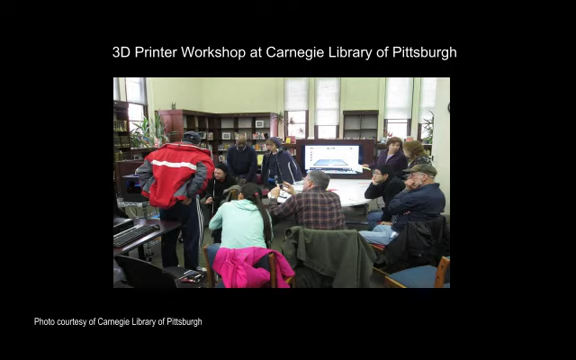 3D Printer Workshop at Carnegie Library of Pittsburgh
Photo courtesy of Carnegie Library of Pittsburgh